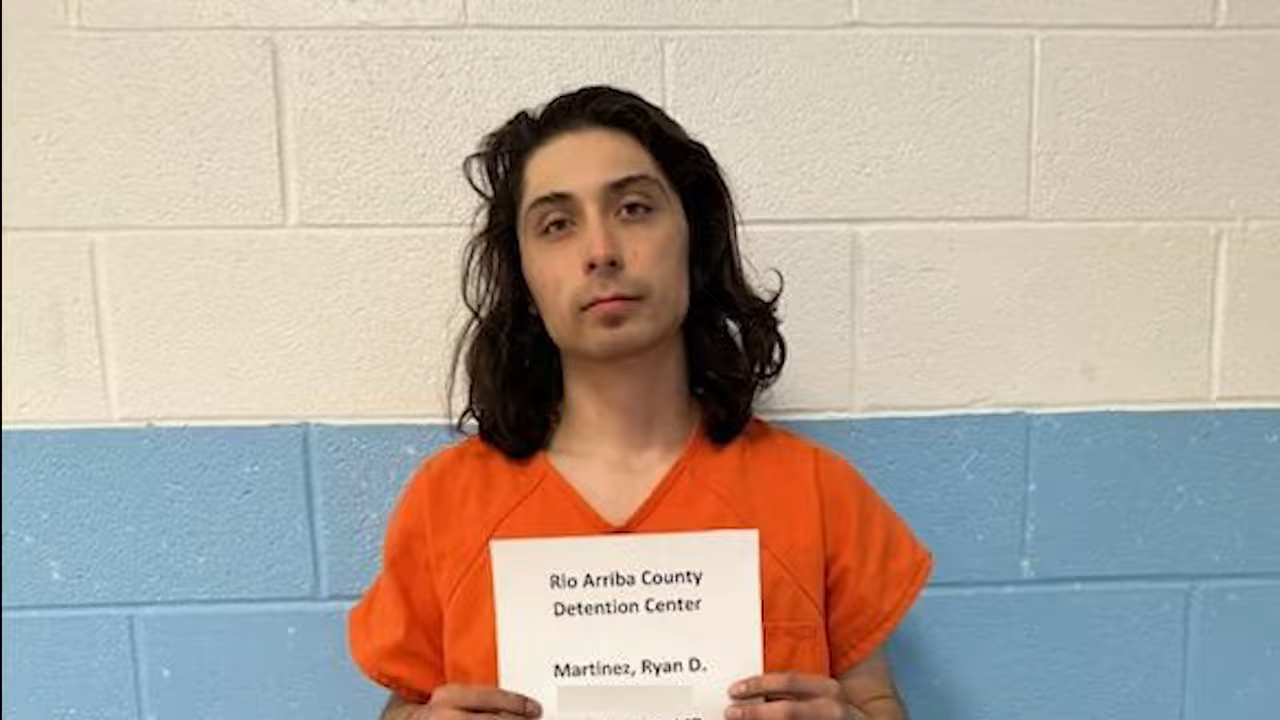 Rio Arriba County
Detention Center
Martinez, Ryan D.